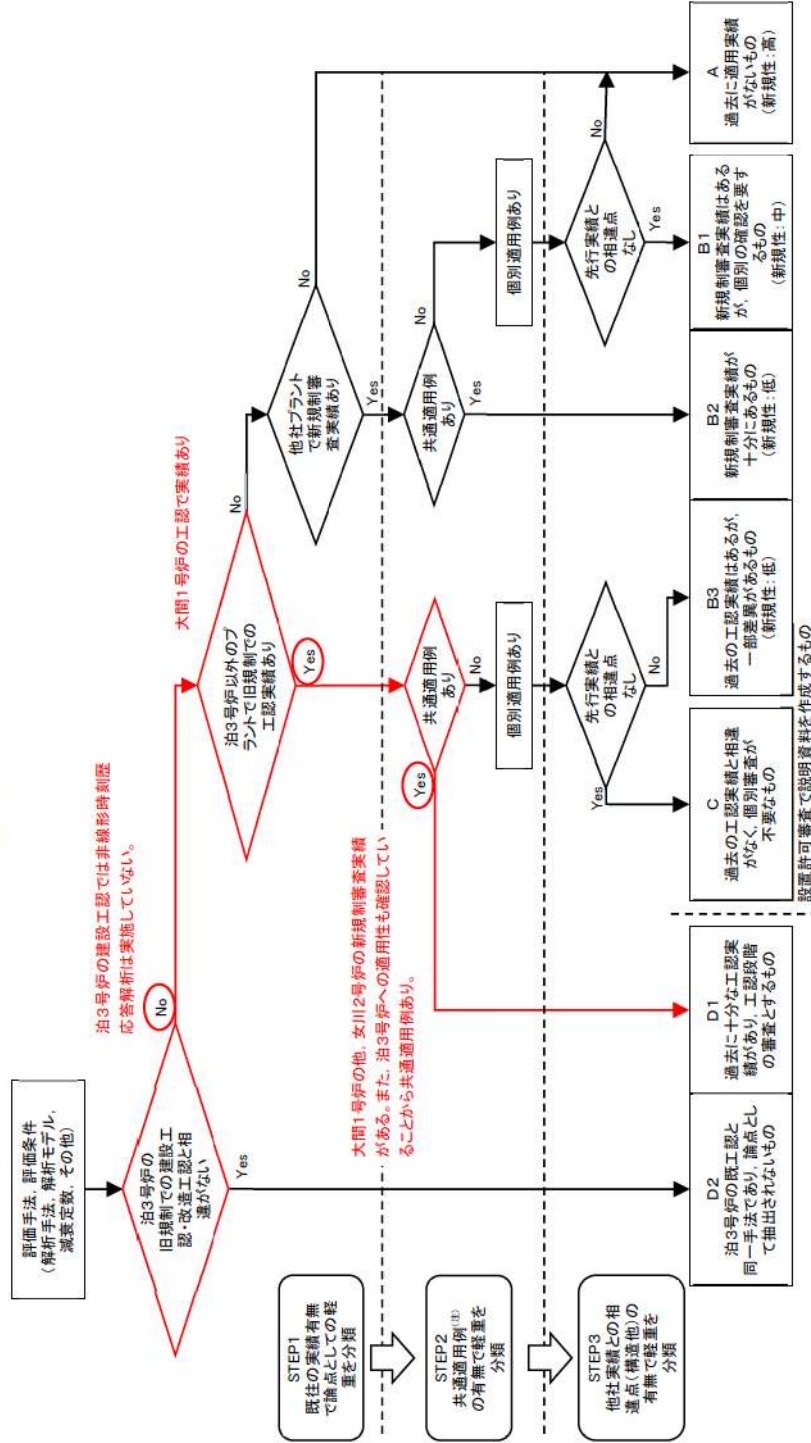 評価手法，評価条件
（解析手法，解析モデル，
減衰定数，その他）
泊3号炉の
旧規制での建設工
認・改造工認と相
違がない
No
Yes
泊3号炉の建設工認では非線形時刻歴
応答解析は実施していない。
泊3号炉以外のプ
ラントで旧規制での
工認実績あり
Yes
No
大間1号炉の工認で実績あり
他社プラント
で新規制審
査実績あり
No
Yes
STEP1
既往の実績有無
で論点としての軽
重を分類
STEP2
共通適用例(注)
の有無で軽重を
分類
STEP3
他社実績との相
違点（構造他）の
有無で軽重を
分類
大間1号炉の他，女川2号炉の新規制審査実績
がある。また，泊3号炉への適用性も確認してい
ることから共通適用例あり。
共通適用例
あり
Yes
No
個別適用例あり
先行実績と
の相違点
なし
Yes
No
共通適用例
あり
No
Yes
個別適用例あり
先行実績と
の相違点
なし
No
Yes
D2
泊3号炉の既工認と
同一手法であり，論点とし
て抽出されないもの
D1
過去に十分な工認実
績があり，工認段階
の審査とするもの
C
過去の工認実績と相違
がなく，個別審査が
不要なもの
B3
過去の工認実績はあるが，
一部差異があるもの
（新規性：低）
B2
新規制審査実績が
十分にあるもの
（新規性：低）
B1
新規制審査実績はある
が，個別の確認を要す
るもの
（新規性：中）
A
過去に適用実績
がないもの
（新規性：高）
設置許可審査で説明資料を作成するもの